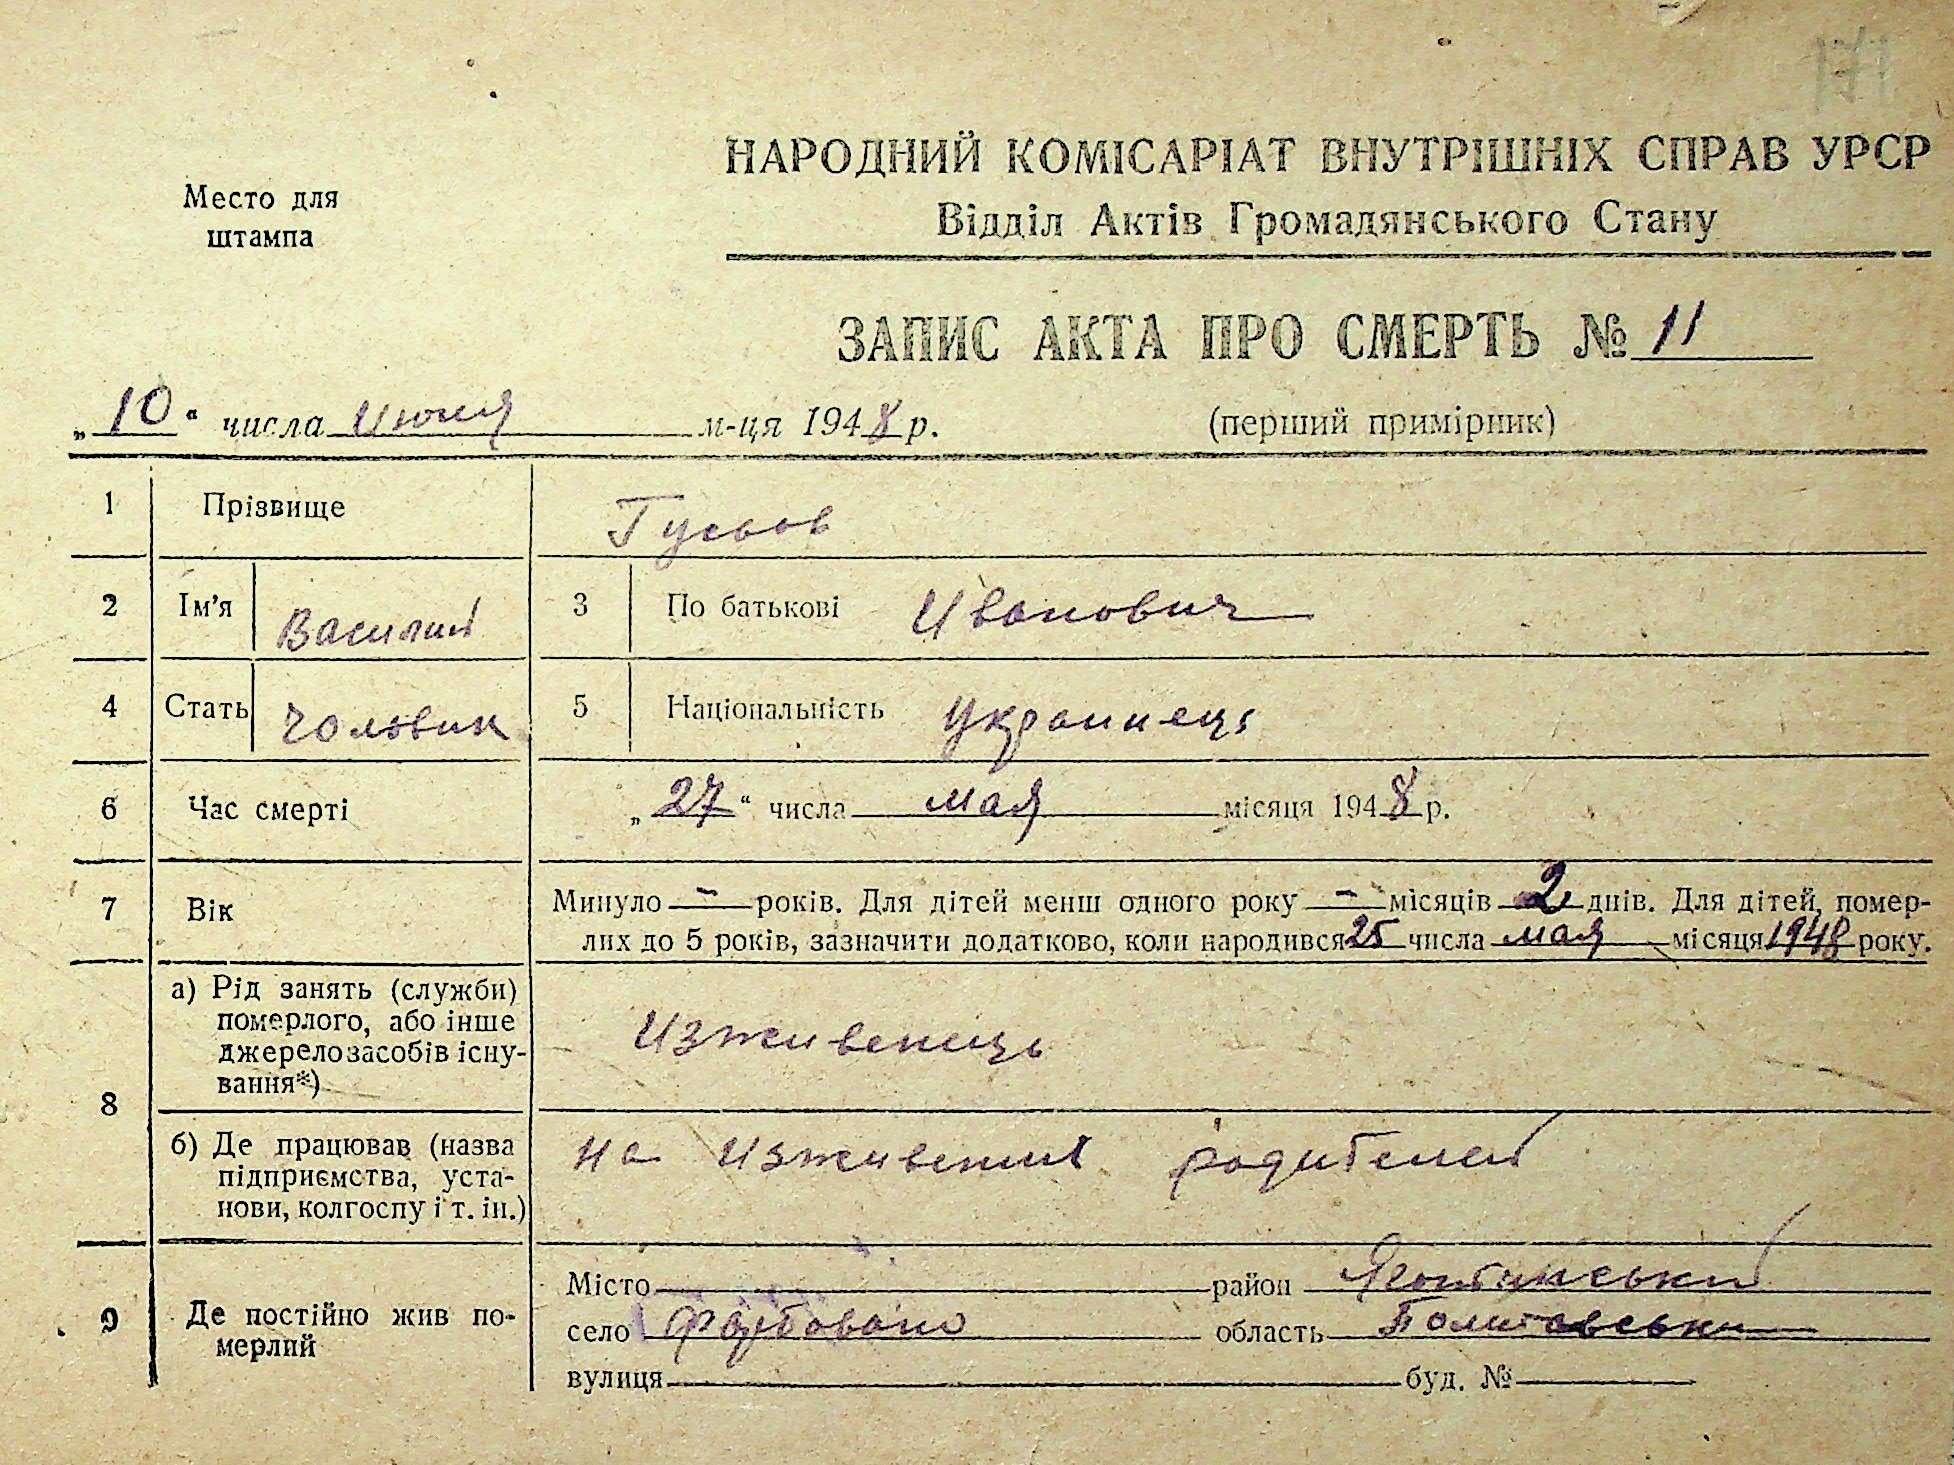 НАРОДНИЙ КОМІСАРІАТ ВНУТРІШНІХ СПРАВ УРСР
Место для
штампа
Відділ Актів Громадянського Стану
ЗАПИС АКТА ПРО СМЕРТЬ № 11
„10“ числа июня м-ця 1948 р.
(перший примірник)
1 Прізвище Гусьов
2 Ім'я Василий 3 По батькові Иванович
4 Стать Чоловик 5 Національність Украинець
6 Час смерті „27“ числа мая місяця 1948 р.
7 Вік Минуло - років. Для дітей менш одного року - місяців 2 днів. Для дітей, помер-
лих до 5 років, зазначити додатково, коли народився 25 числа мая місяця 1948 року.
8 а) Рід занять (служби)
померлого, або інше
джерело засобів існу-
вання*)
Изживенець
б) Де працював (назва
підприємства, уста-
нови, колгоспу і т. ін.)
на изживении родителей
9 Де постійно жив по-
мерлий
Місто район
село Фарбовано область Полтавськи
вулиця буд. №